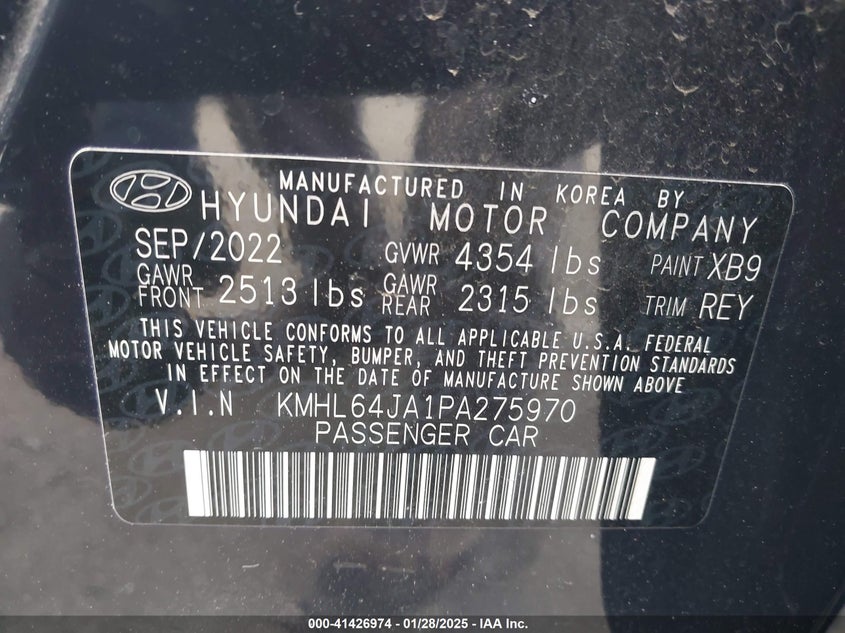 MANUFACTURED IN KOREA BY
HYUNDAI MOTOR COMPANY
SEP/2022 GVWR 4354 lbs PAINT XB9
GAWR FRONT 2513 lbs GAWR REAR 2315 lbs TRIM REY
THIS VEHICLE CONFORMS TO ALL APPLICABLE U.S.A. FEDERAL
MOTOR VEHICLE SAFETY, BUMPER, AND THEFT PREVENTION STANDARDS
IN EFFECT ON THE DATE OF MANUFACTURE SHOWN ABOVE
V.I.N KMHL64JA1PA275970
PASSENGER CAR
000-41426974 - 01/28/2025 - IAA Inc.